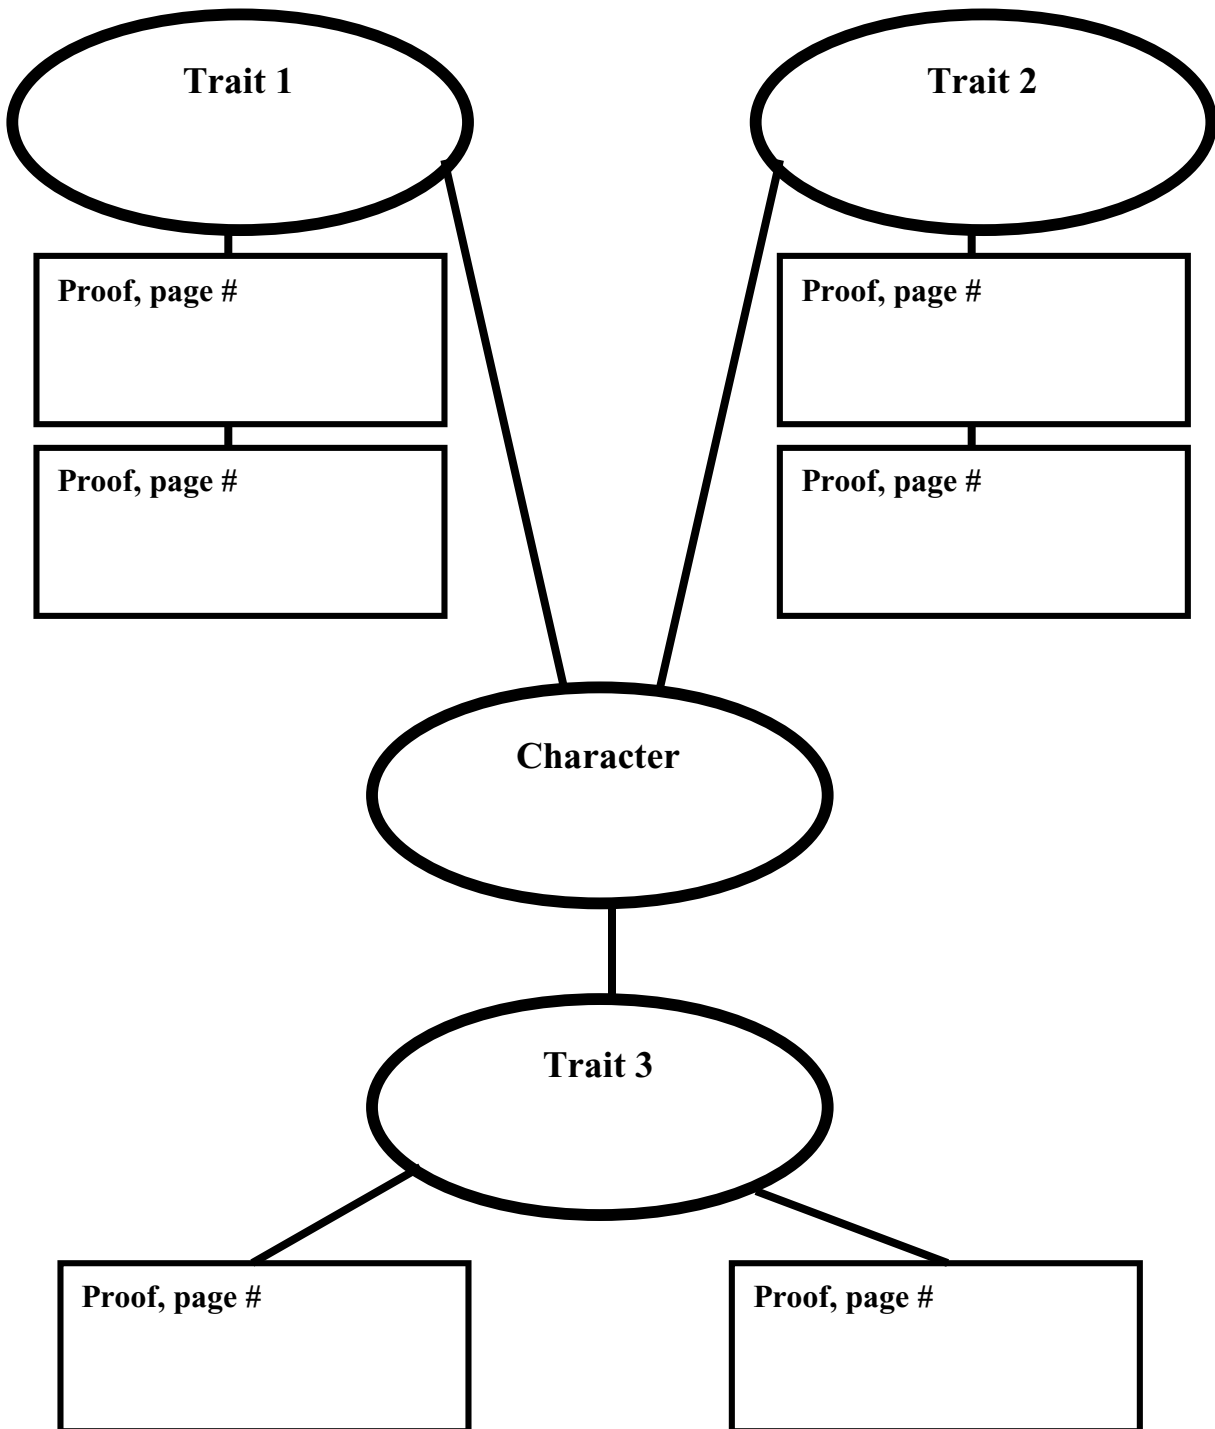 Trait 1
Trait 2
Proof, page #
Proof, page #
Proof, page #
Proof, page #
Character
Trait 3
Proof, page #
Proof, page #